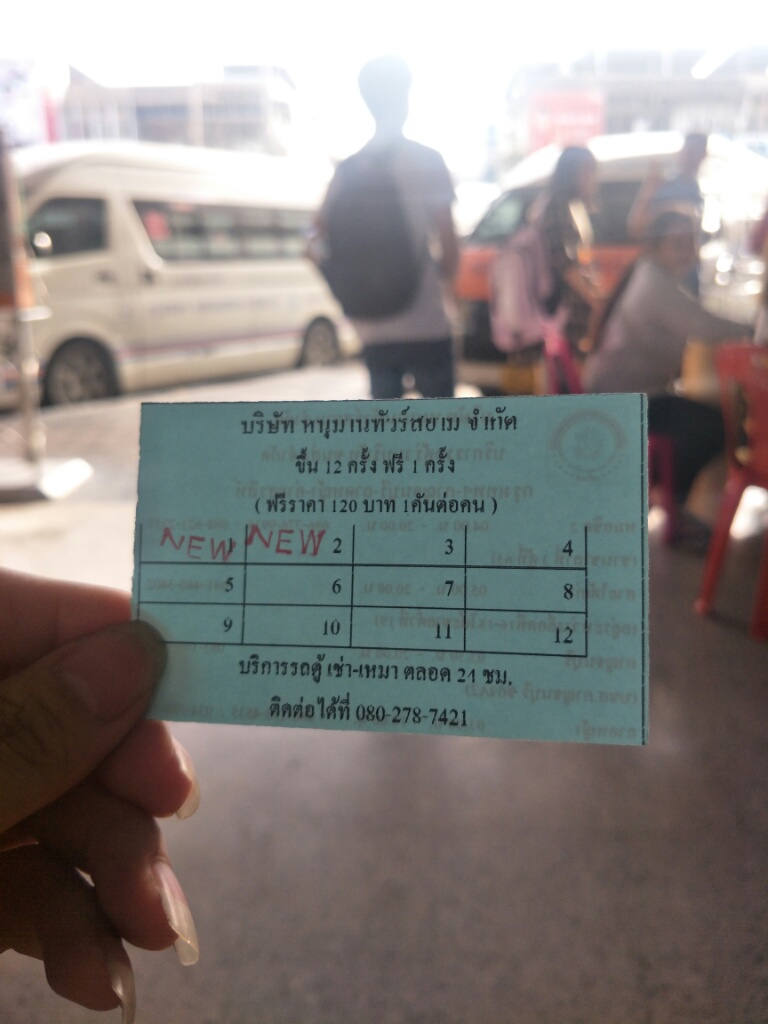 บริษัท หนุมานทัวร์สยาม จำกัด
ขึ้น 12 ครั้ง ฟรี 1 ครั้ง
( ฟรีราคา 120 บาท 1คันต่อคน )
NEW 1 NEW 2 3 4
5 6 7 8
9 10 11 12
บริการรถตู้ เช่า-เหมา ตลอด 24 ชม.
ติดต่อได้ที่ 080-278-7421